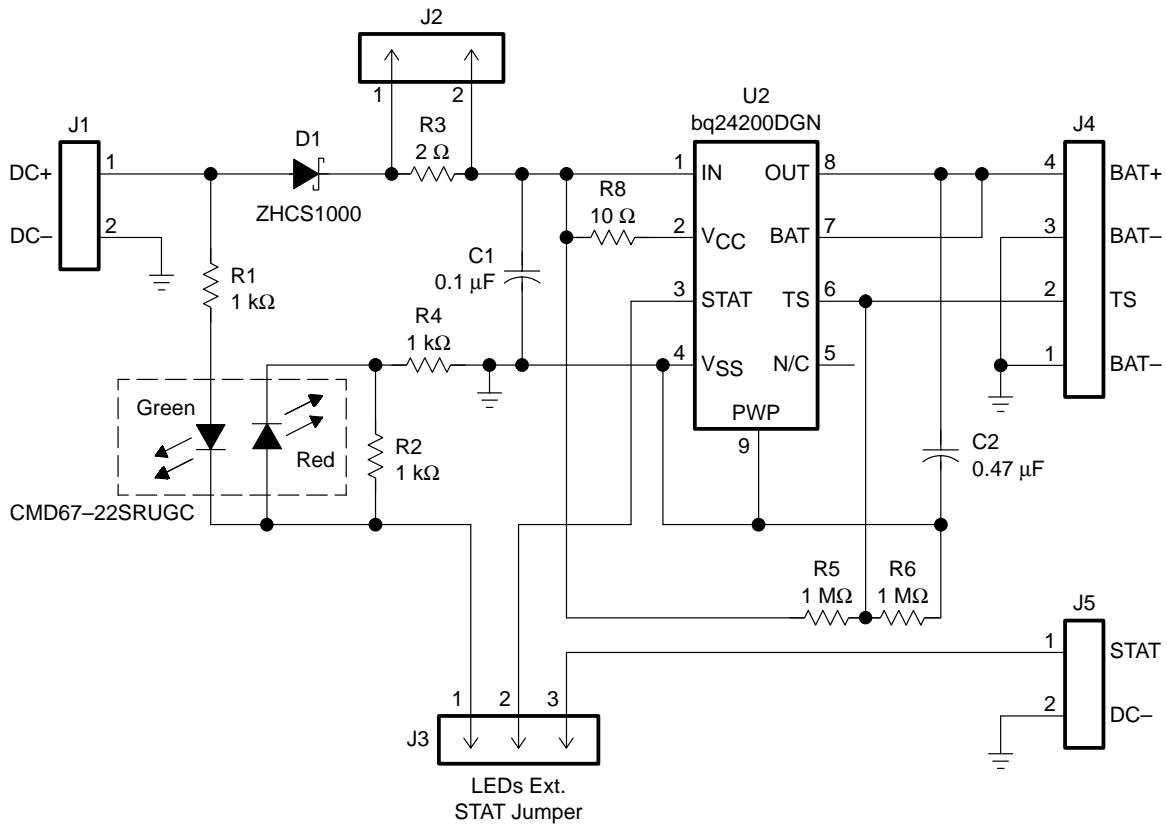 J2
1
2
R3
2 Ω
J1
DC+
DC–
1
2
D1
ZHCS1000
R1
1 kΩ
U2
bq24200DGN
1
IN
OUT
8
R8
10 Ω
2
VCC
BAT
7
3
STAT
TS
6
4
VSS
N/C
5
PWP
9
C1
0.1 μF
R4
1 kΩ
J4
4
BAT+
3
BAT–
2
TS
1
BAT–
Green
Red
CMD67–22SRUGC
R2
1 kΩ
C2
0.47 μF
R5
1 MΩ
R6
1 MΩ
J5
1
STAT
2
DC–
1
2
3
J3
LEDs Ext.
STAT Jumper